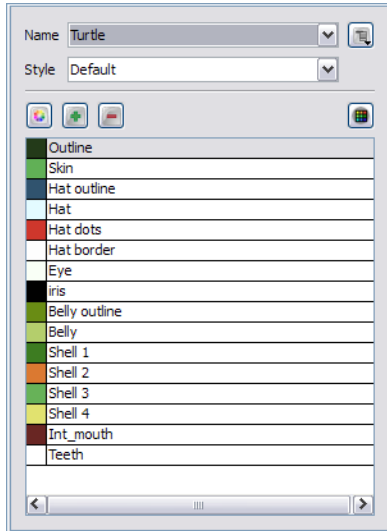 Name Turtle
Style Default
Outline
Skin
Hat outline
Hat
Hat dots
Hat border
Eye
iris
Belly outline
Belly
Shell 1
Shell 2
Shell 3
Shell 4
Int_mouth
Teeth